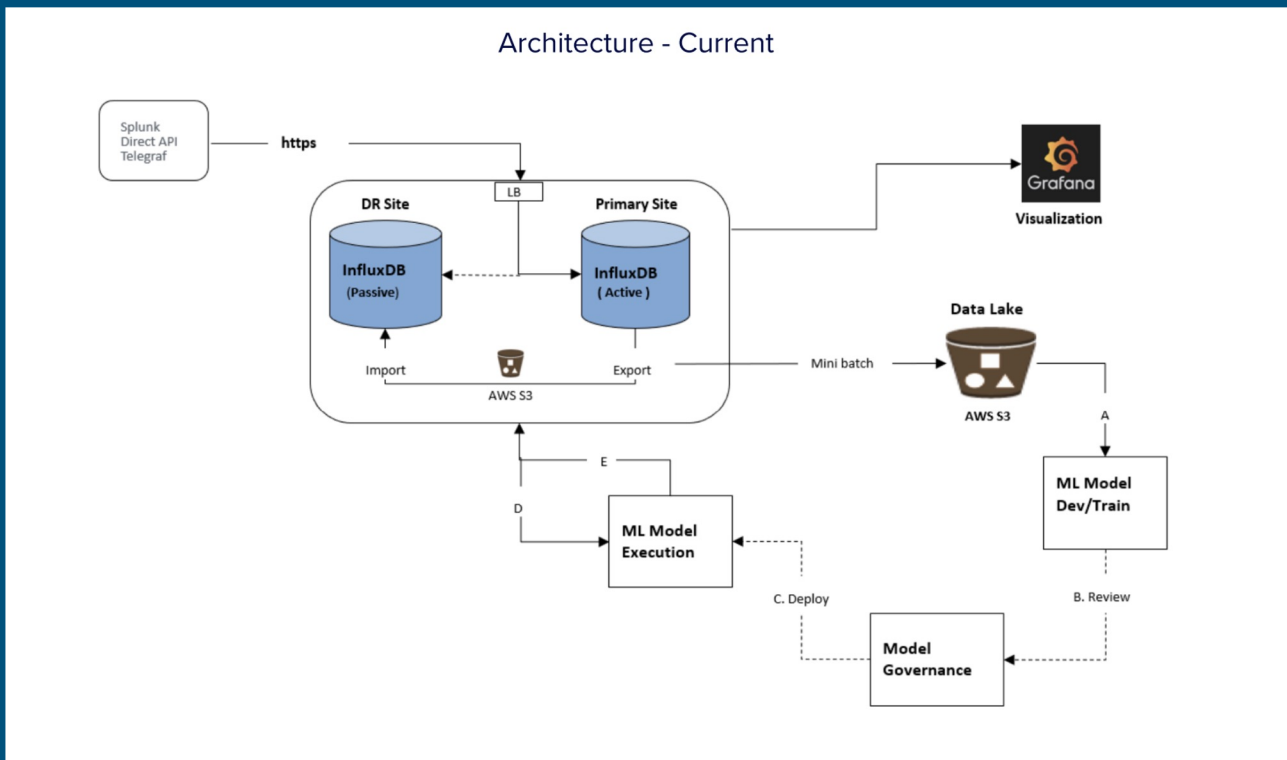 Architecture - Current
Splunk
Direct API
Telegraf
https
LB
DR Site
Primary Site
InfluxDB
(Passive)
InfluxDB
( Active )
Import
Export
AWS S3
Grafana
Visualization
Mini batch
Data Lake
AWS S3
A
ML Model
Dev/Train
B. Review
Model
Governance
C. Deploy
ML Model
Execution
D
E